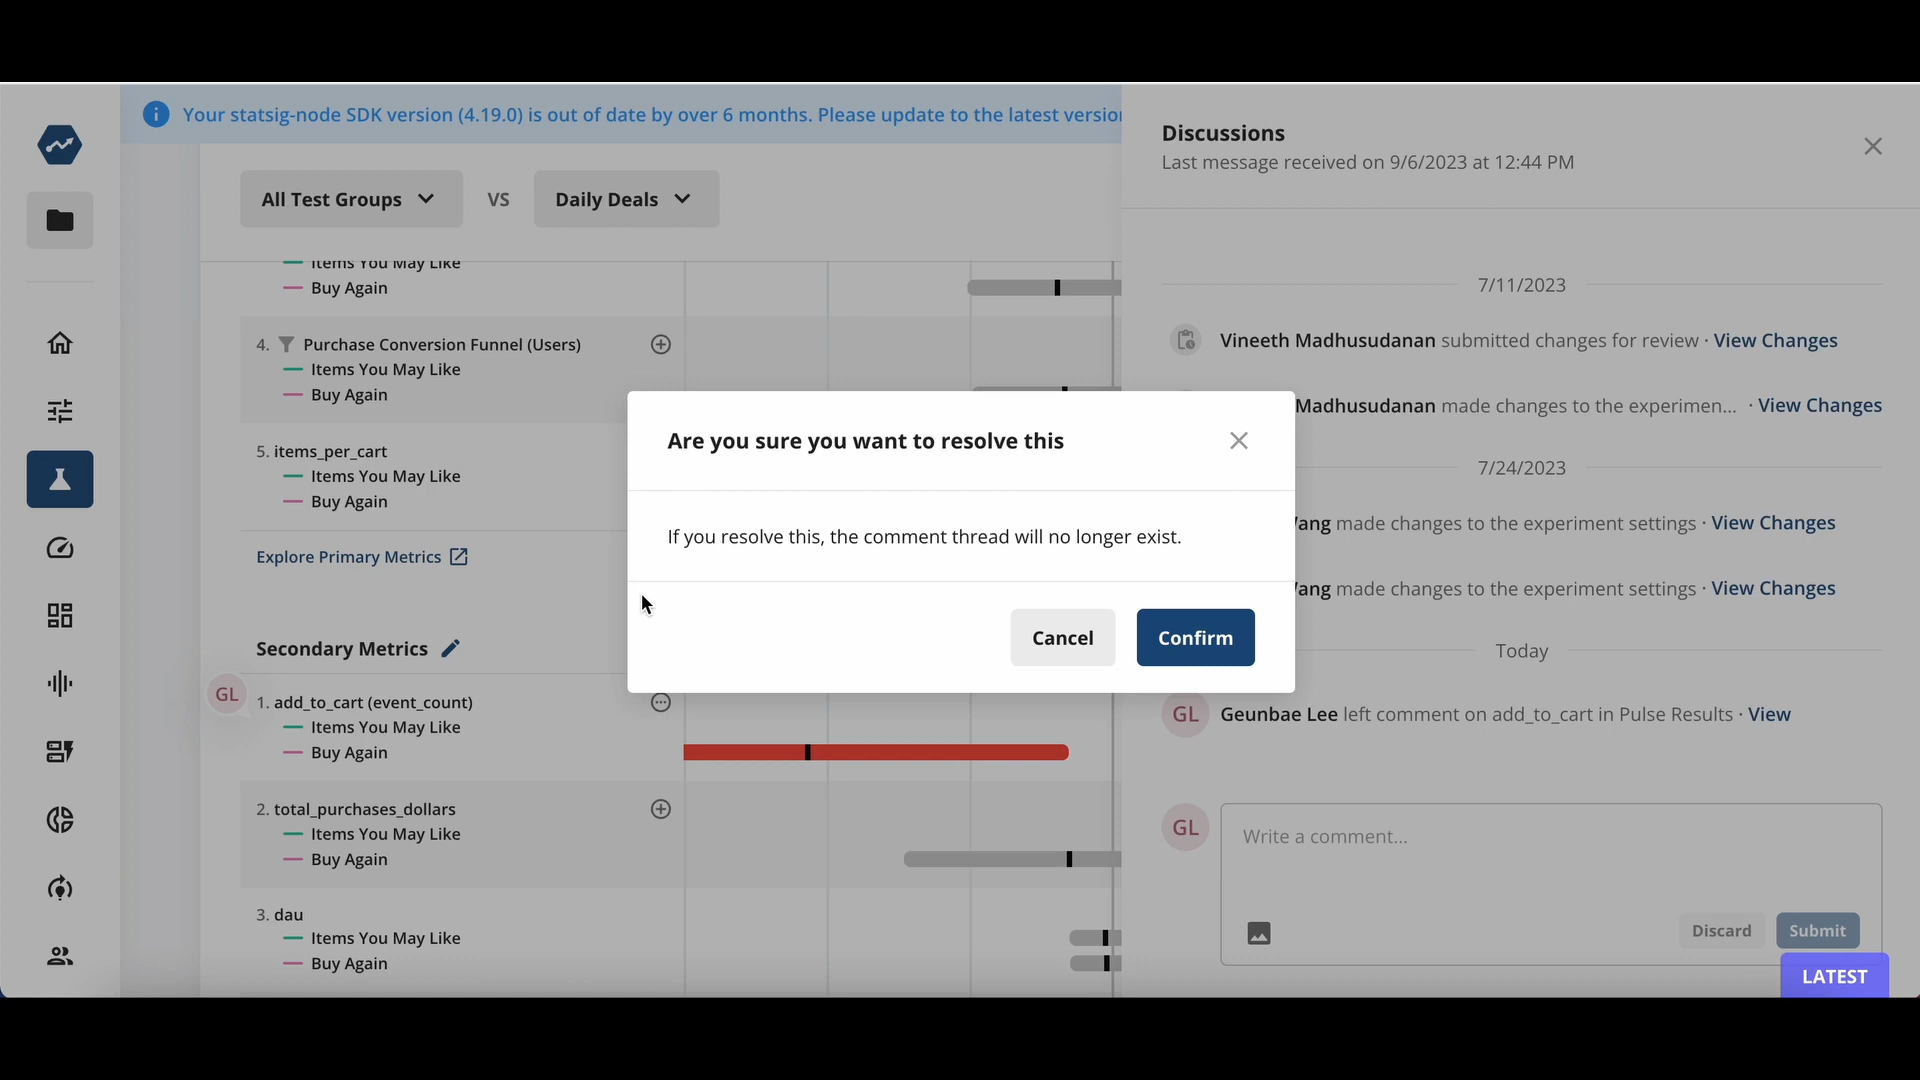 Your statsig-node SDK version (4.19.0) is out of date by over 6 months. Please update to the latest version
All Test Groups
VS
Daily Deals
Items You May Like
Buy Again
4. Purchase Conversion Funnel (Users)
Items You May Like
Buy Again
5. items_per_cart
Items You May Like
Buy Again
Explore Primary Metrics
Secondary Metrics
GL
1. add_to_cart (event_count)
Items You May Like
Buy Again
2. total_purchases_dollars
Items You May Like
Buy Again
3. dau
Items You May Like
Buy Again
Are you sure you want to resolve this
If you resolve this, the comment thread will no longer exist.
Cancel
Confirm
Discussions
Last message received on 9/6/2023 at 12:44 PM
7/11/2023
Vineeth Madhusudanan submitted changes for review · View Changes
Madhusudanan made changes to the experimen... · View Changes
7/24/2023
ang made changes to the experiment settings · View Changes
ang made changes to the experiment settings · View Changes
Today
GL
Geunbae Lee left comment on add_to_cart in Pulse Results · View
GL
Write a comment...
Discard
Submit
LATEST